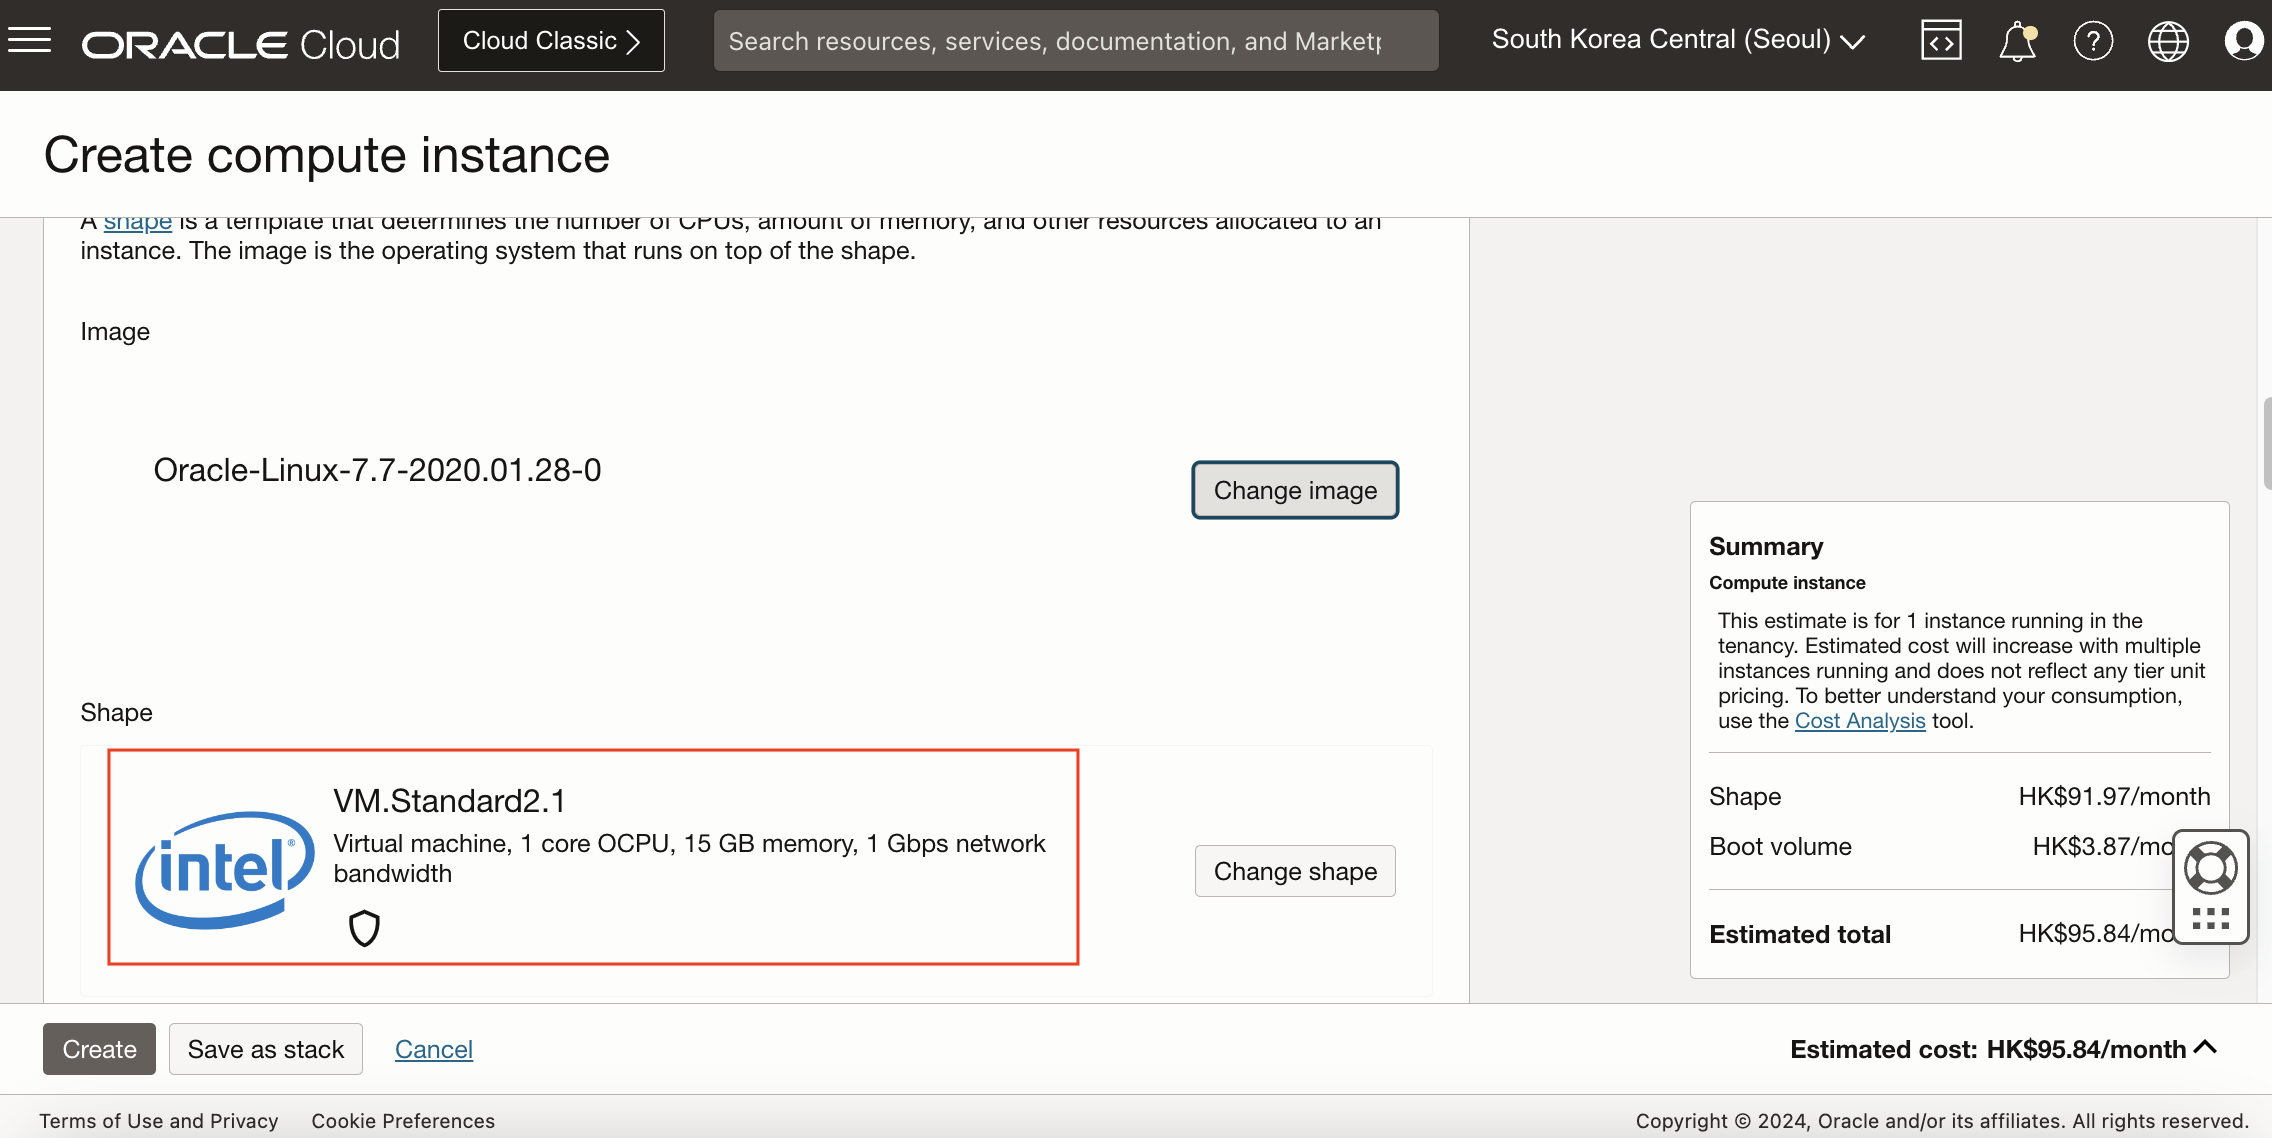 ORACLE Cloud
Cloud Classic
Search resources, services, documentation, and Market
South Korea Central (Seoul)
Create compute instance
A shape is a template that determines the number of CPUs, amount of memory, and other resources allocated to an
instance. The image is the operating system that runs on top of the shape.
Image
Oracle-Linux-7.7-2020.01.28-0
Change image
Shape
intel®
VM.Standard2.1
Virtual machine, 1 core OCPU, 15 GB memory, 1 Gbps network
bandwidth
Change shape
Summary
Compute instance
This estimate is for 1 instance running in the
tenancy. Estimated cost will increase with multiple
instances running and does not reflect any tier unit
pricing. To better understand your consumption,
use the Cost Analysis tool.
Shape HK$91.97/month
Boot volume HK$3.87/mo
Estimated total HK$95.84/mo
Create
Save as stack
Cancel
Estimated cost: HK$95.84/month
Terms of Use and Privacy
Cookie Preferences
Copyright © 2024, Oracle and/or its affiliates. All rights reserved.